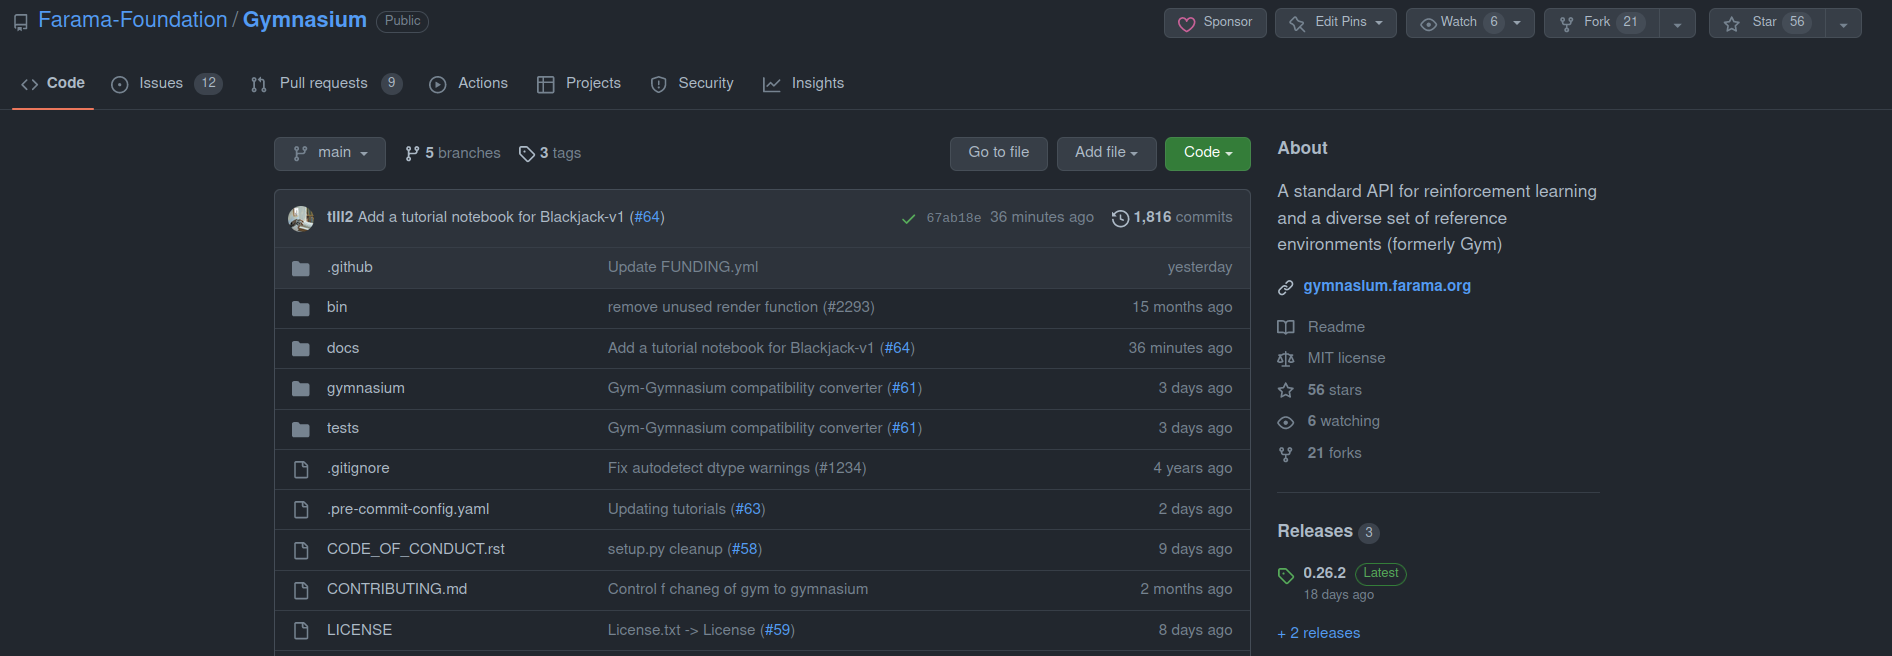 Farama-Foundation / Gymnasium Public
Sponsor Edit Pins Watch 6 Fork 21 Star 56
Code Issues 12 Pull requests 9 Actions Projects Security Insights
main 5 branches 3 tags Go to file Add file Code
till2 Add a tutorial notebook for Blackjack-v1 (#64) 67ab18e 36 minutes ago 1,816 commits
.github Update FUNDING.yml yesterday
bin remove unused render function (#2293) 15 months ago
docs Add a tutorial notebook for Blackjack-v1 (#64) 36 minutes ago
gymnasium Gym-Gymnasium compatibility converter (#61) 3 days ago
tests Gym-Gymnasium compatibility converter (#61) 3 days ago
.gitignore Fix autodetect dtype warnings (#1234) 4 years ago
.pre-commit-config.yaml Updating tutorials (#63) 2 days ago
CODE_OF_CONDUCT.rst setup.py cleanup (#58) 9 days ago
CONTRIBUTING.md Control f chaneg of gym to gymnasium 2 months ago
LICENSE License.txt -> License (#59) 8 days ago
About
A standard API for reinforcement learning
and a diverse set of reference
environments (formerly Gym)
gymnasium.farama.org
Readme
MIT license
56 stars
6 watching
21 forks
Releases 3
0.26.2 Latest
18 days ago
+ 2 releases